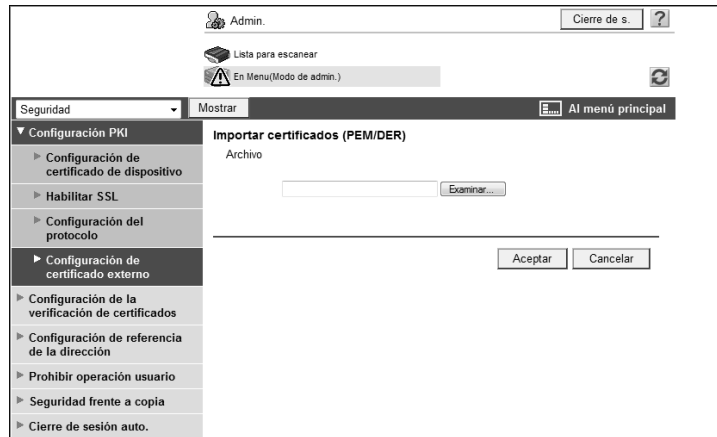 Admin.
Cierre de s.
?
Lista para escanear
En Menu(Modo de admin.)
Seguridad
Mostrar
Al menú principal
Configuración PKI
Configuración de
certificado de dispositivo
Habilitar SSL
Configuración del
protocolo
Configuración de
certificado externo
Configuración de la
verificación de certificados
Configuración de referencia
de la dirección
Prohibir operación usuario
Seguridad frente a copia
Cierre de sesión auto.
Importar certificados (PEM/DER)
Archivo
Examinar...
Aceptar
Cancelar